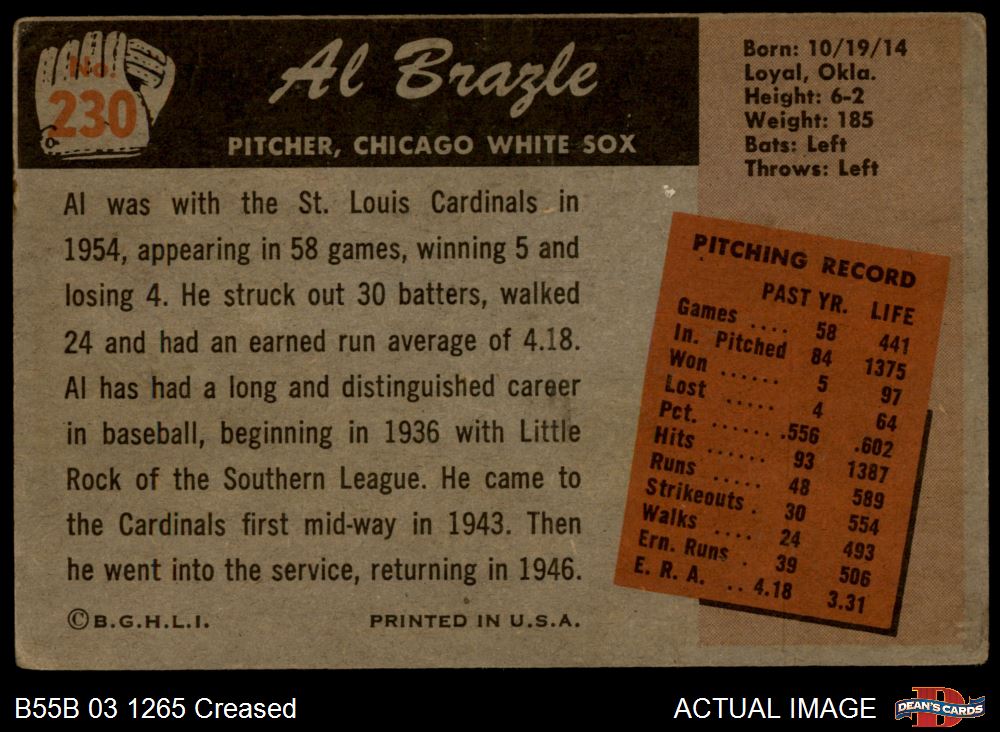 No.
230
Al Brazle
PITCHER, CHICAGO WHITE SOX
Born: 10/19/14
Loyal, Okla.
Height: 6-2
Weight: 185
Bats: Left
Throws: Left
Al was with the St. Louis Cardinals in
1954, appearing in 58 games, winning 5 and
losing 4. He struck out 30 batters, walked
24 and had an earned run average of 4.18.
Al has had a long and distinguished career
in baseball, beginning in 1936 with Little
Rock of the Southern League. He came to
the Cardinals first mid-way in 1943. Then
he went into the service, returning in 1946.
©B.G.H.L.I. PRINTED IN U.S.A.
PITCHING RECORD
PAST YR. LIFE
Games .... 58 441
In. Pitched 84 1375
Won ...... 5 97
Lost ..... 4 64
Pct. ...... .556 .602
Hits ...... 93 1387
Runs ..... 48 589
Strikeouts . 30 554
Walks .... 24 493
Ern. Runs . 39 506
E. R. A. .. 4.18 3.31
B55B 03 1265 Creased
ACTUAL IMAGE
D
DEAN'S CARDS